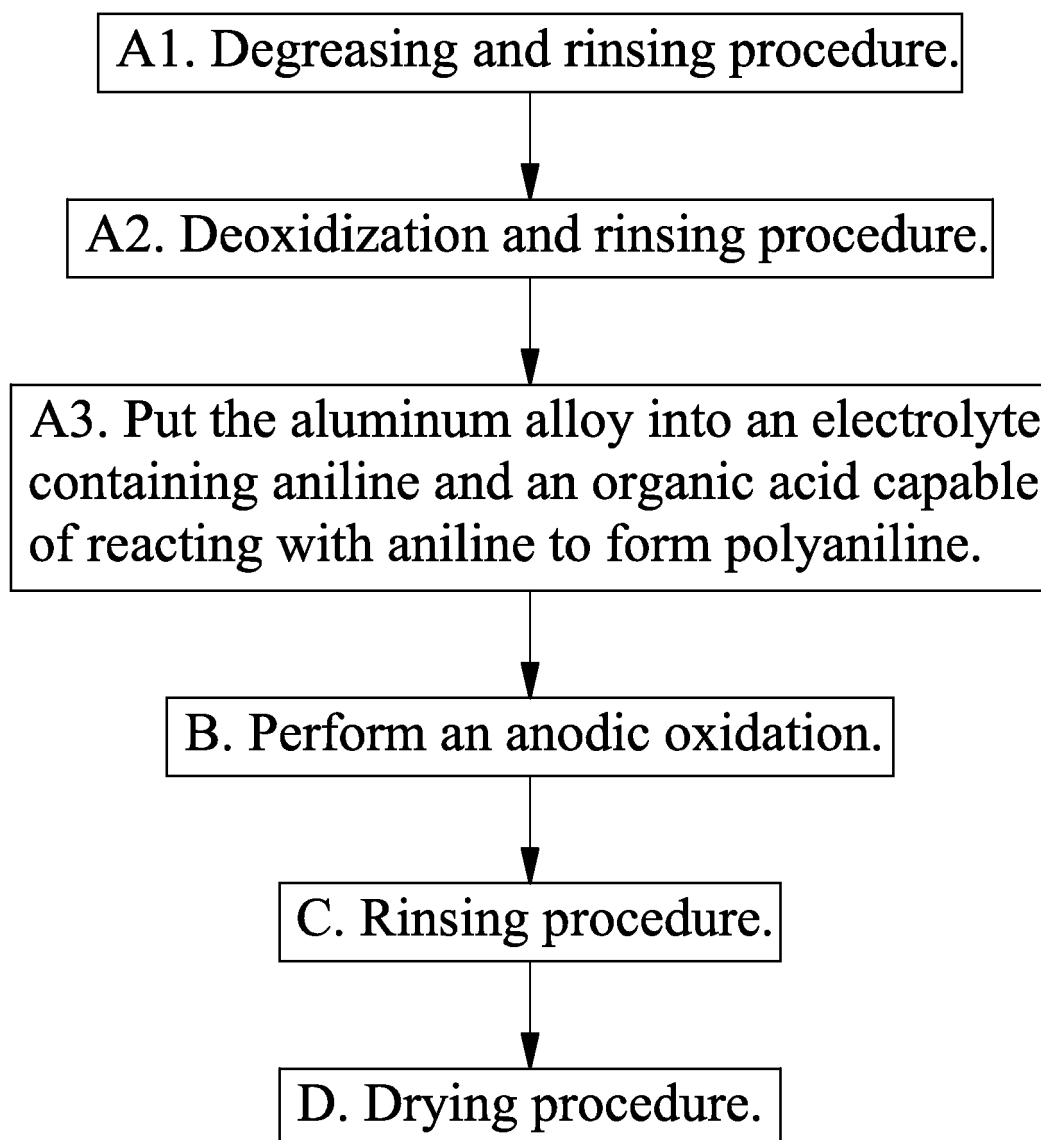 A1. Degreasing and rinsing procedure.
A2. Deoxidization and rinsing procedure.
A3. Put the aluminum alloy into an electrolyte
containing aniline and an organic acid capable
of reacting with aniline to form polyaniline.
B. Perform an anodic oxidation.
C. Rinsing procedure.
D. Drying procedure.